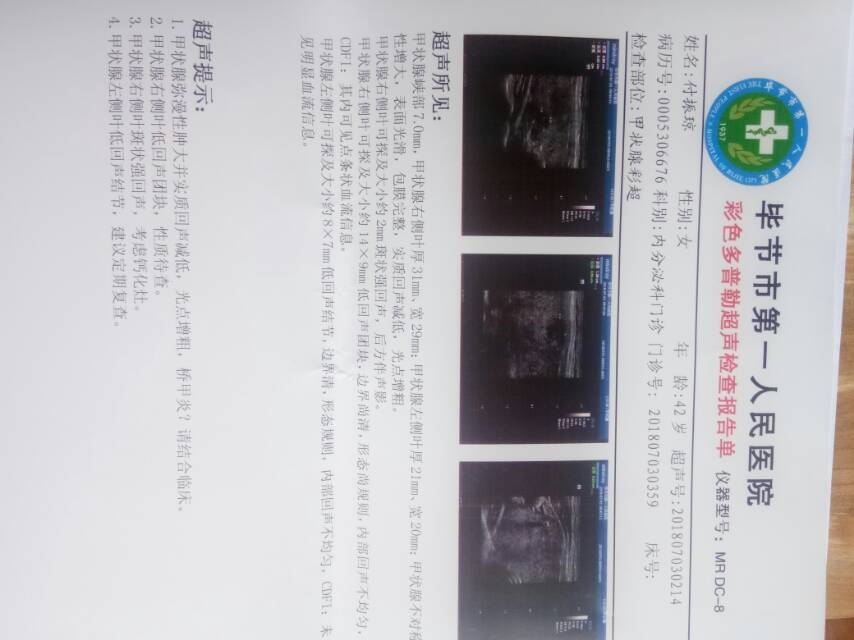 毕节市第一人民医院
彩色多普勒超声检查报告单 仪器型号：MR DC-8
姓名:付振琼 性别:女 年 龄:42岁 超声号:201807030214
病历号:0005306676 科别:内分泌科门诊 门诊号: 201807030359 床号:
检查部位:甲状腺彩超
超声所见:
甲状腺峡部7.0mm,甲状腺右侧叶厚31mm、宽29mm;甲状腺左侧叶厚21mm、宽20mm;甲状腺不对称
性增大,表面光滑,包膜完整,实质回声减低,光点增粗。
甲状腺右侧叶可探及大小约2mm斑状强回声,后方伴声影。
甲状腺右侧叶可探及大小约14×9mm低回声团块,边界尚清,形态尚规则,内部回声不均匀,
CDFI:其内可见点条状血流信息。
甲状腺左侧叶可探及大小约8×7mm低回声结节,边界清,形态规则,内部回声不均匀,CDFI:未
见明显血流信息。
超声提示:
1.甲状腺弥漫性肿大并实质回声减低,光点增粗,桥甲炎?请结合临床。
2.甲状腺右侧叶低回声团块,性质待查。
3.甲状腺右侧叶斑状强回声,考虑钙化灶。
4.甲状腺左侧叶低回声结节,建议定期复查。
1937